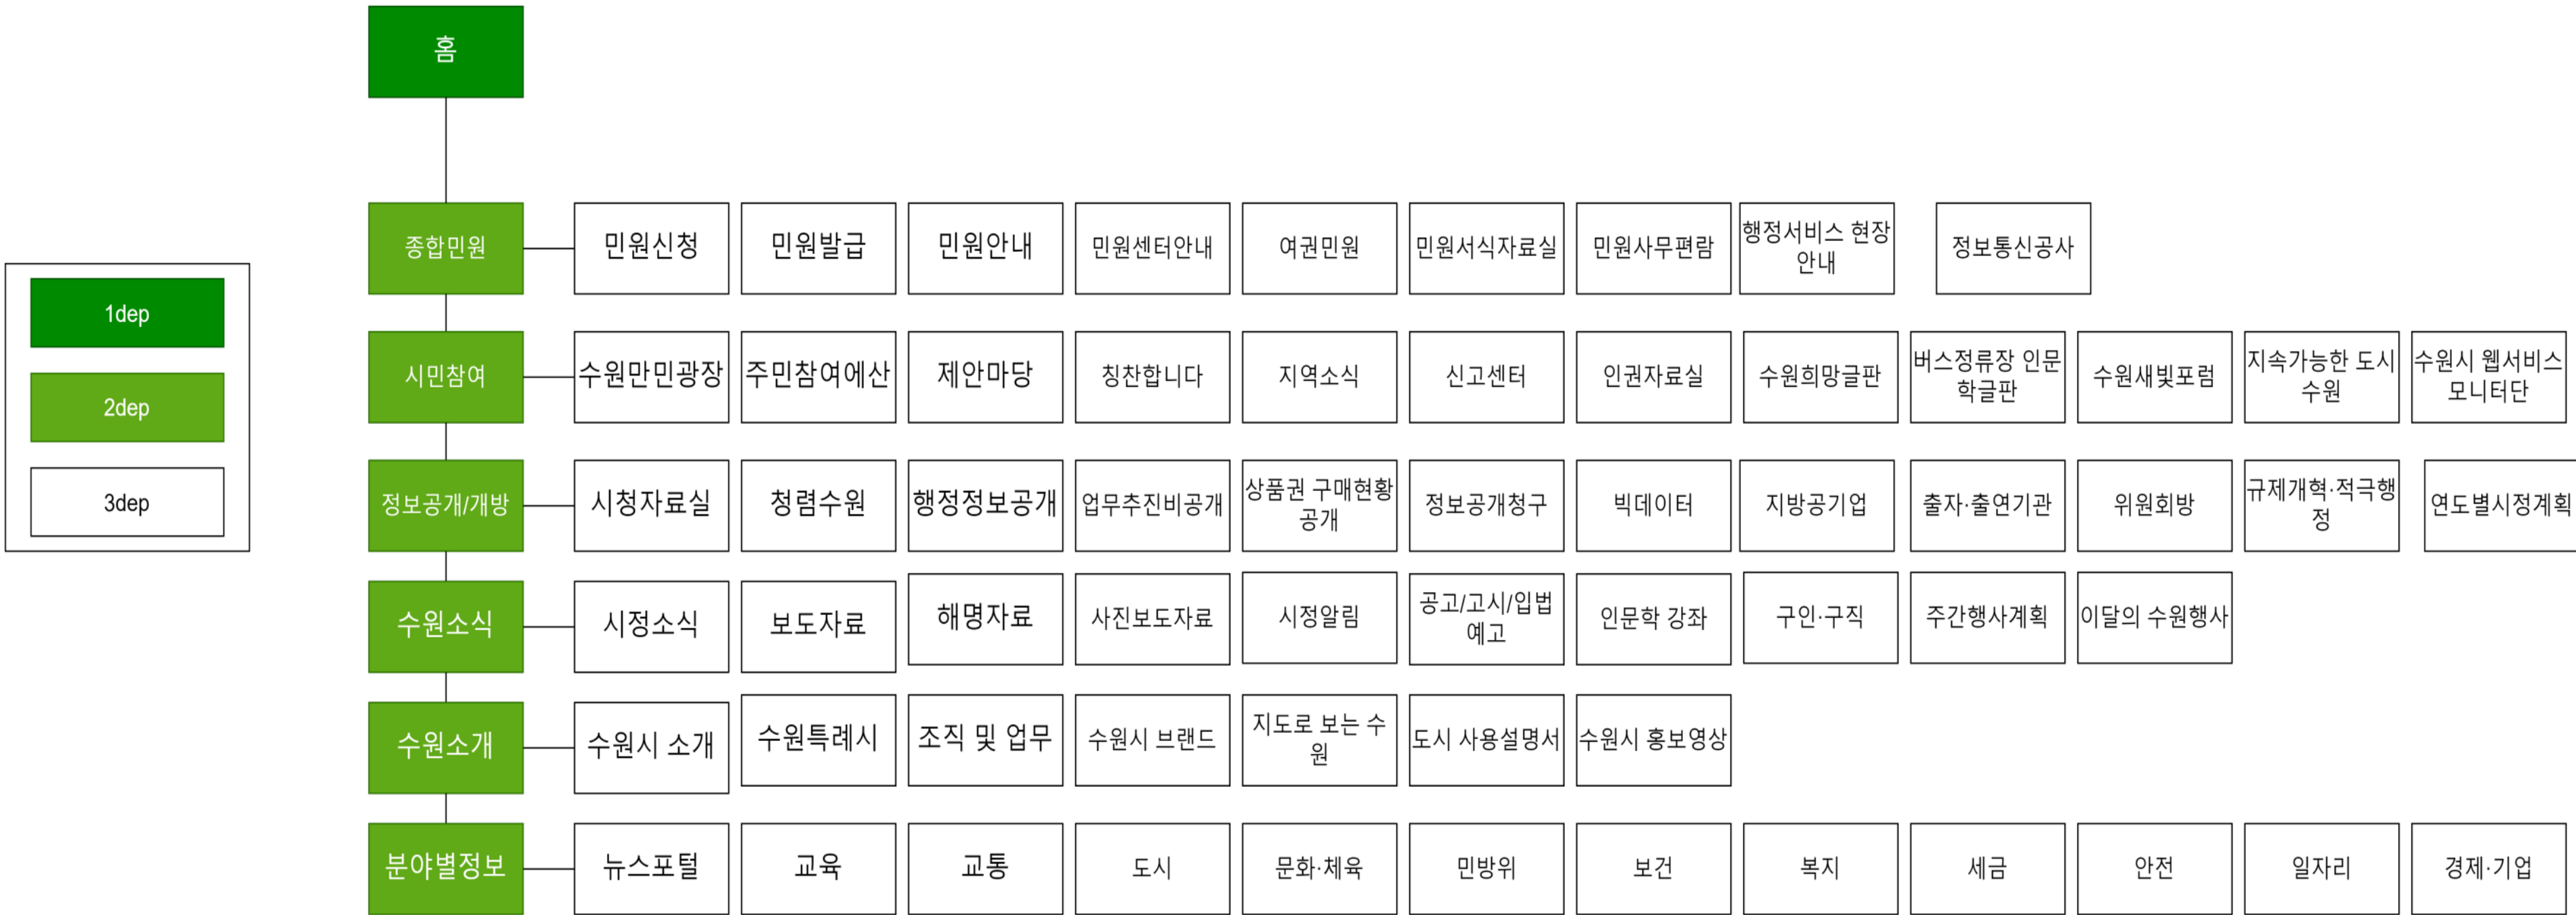 홈
1dep
2dep
3dep
종합민원
민원신청
민원발급
민원안내
민원센터안내
여권민원
민원서식자료실
민원사무편람
행정서비스 현장
안내
정보통신공사
시민참여
수원만민광장
주민참여에산
제안마당
칭찬합니다
지역소식
신고센터
인권자료실
수원희망글판
버스정류장 인문
학글판
수원새빛포럼
지속가능한 도시
수원
수원시 웹서비스
모니터단
정보공개/개방
시청자료실
청렴수원
행정정보공개
업무추진비공개
상품권 구매현황
공개
정보공개청구
빅데이터
지방공기업
출자·출연기관
위원회방
규제개혁·적극행
정
연도별시정계획
수원소식
시정소식
보도자료
해명자료
사진보도자료
시정알림
공고/고시/입법
예고
인문학 강좌
구인·구직
주간행사계획
이달의 수원행사
수원소개
수원시 소개
수원특례시
조직 및 업무
수원시 브랜드
지도로 보는 수
원
도시 사용설명서
수원시 홍보영상
분야별정보
뉴스포털
교육
교통
도시
문화·체육
민방위
보건
복지
세금
안전
일자리
경제·기업